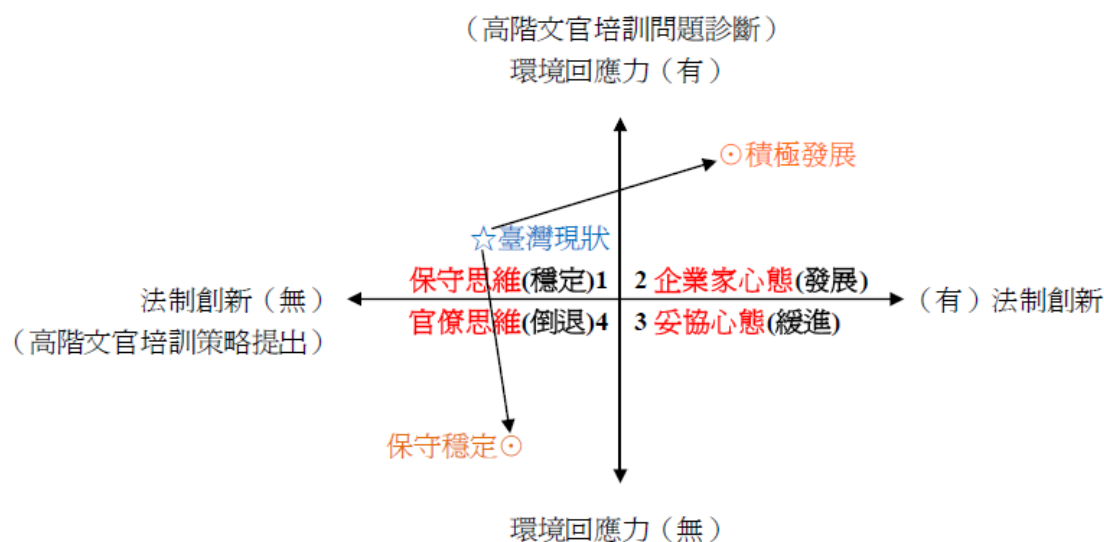 （高階文官培訓問題診斷）
環境回應力（有）
⊙積極發展
☆臺灣現狀
保守思維(穩定)1
2 企業家心態(發展)
法制創新（無）
（有）法制創新
（高階文官培訓策略提出）
官僚思維(倒退)4
3 妥協心態(緩進)
保守穩定⊙
環境回應力（無）